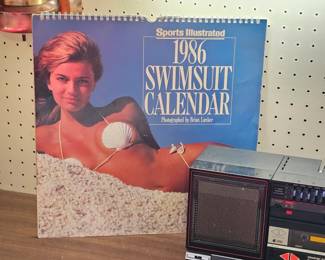 Sports Illustrated
1986
SWIMSUIT
CALENDAR
Photographed by Brian Lanker